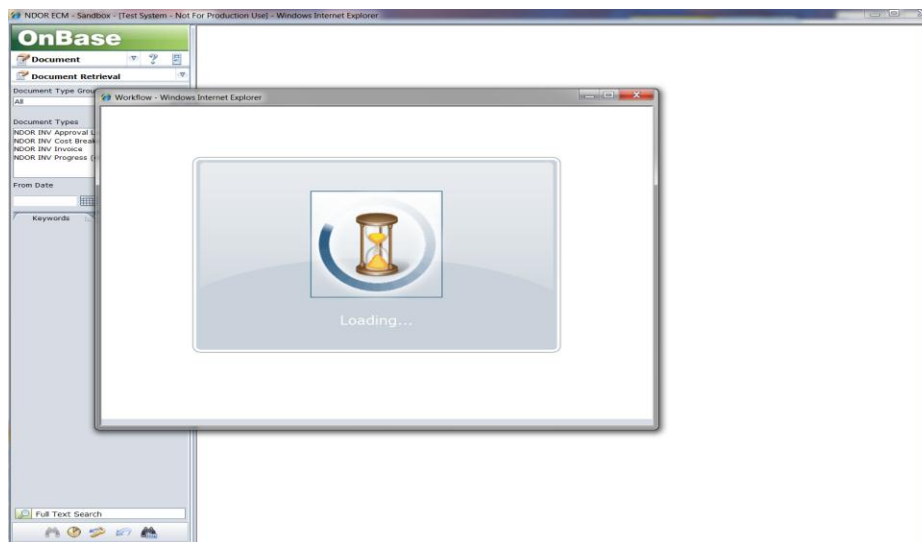 NDOR ECM - Sandbox - [Test System - Not For Production Use] - Windows Internet Explorer
OnBase
Document
Document Retrieval
Document Type
All
Workflow - Windows Internet Explorer
Document Types
NDOR INV Approval
NDOR INV Cost
NDOR INV Invoice
NDOR INV Progress
From Date
Keywords
Loading...
Full Text Search